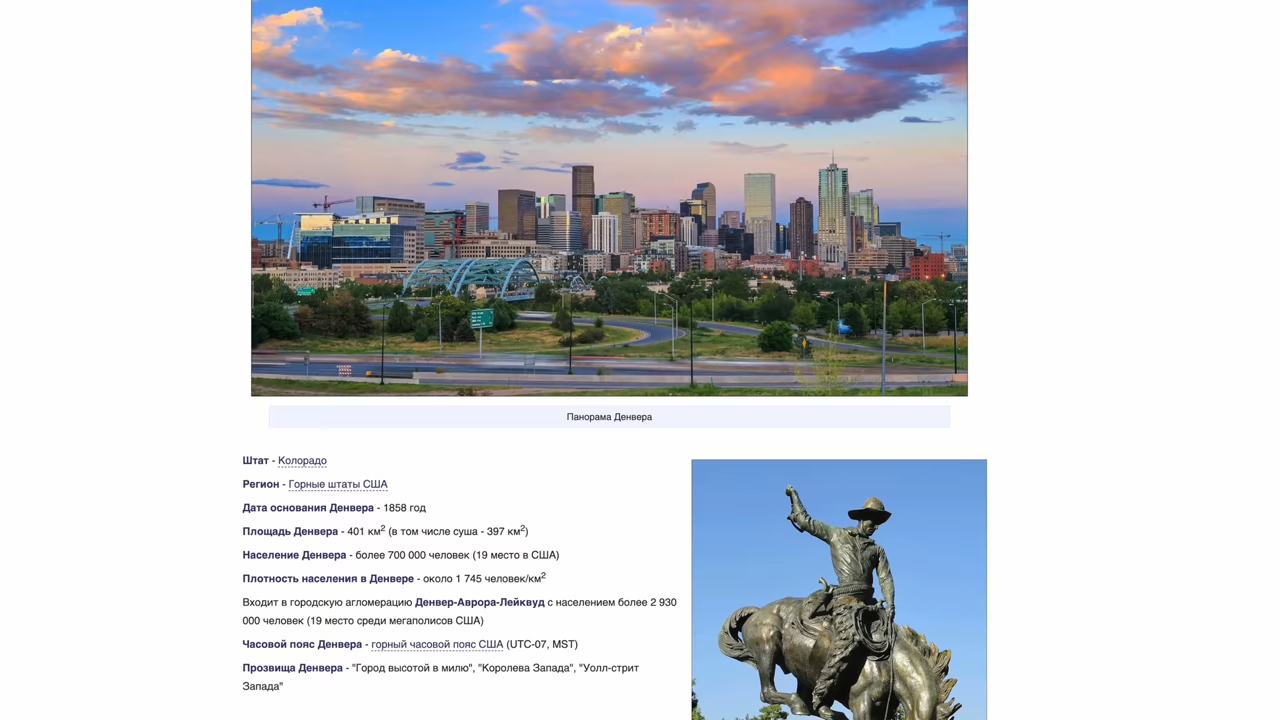 Панорама Денвера
Штат - Колорадо
Регион - Горные штаты США
Дата основания Денвера - 1858 год
Площадь Денвера - 401 км² (в том числе суша - 397 км²)
Население Денвера - более 700 000 человек (19 место в США)
Плотность населения в Денвере - около 1 745 человек/км²
Входит в городскую агломерацию Денвер-Аврора-Лейквуд с населением более 2 930
000 человек (19 место среди мегаполисов США)
Часовой пояс Денвера - горный часовой пояс США (UTC-07, MST)
Прозвища Денвера - "Город высотой в милю", "Королева Запада", "Уолл-стрит
Запада"